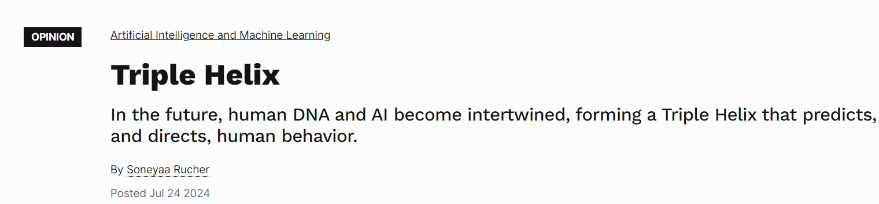 OPINION
Artificial Intelligence and Machine Learning
Triple Helix
In the future, human DNA and AI become intertwined, forming a Triple Helix that predicts,
and directs, human behavior.
By Soneyaa Rucher
Posted Jul 24 2024